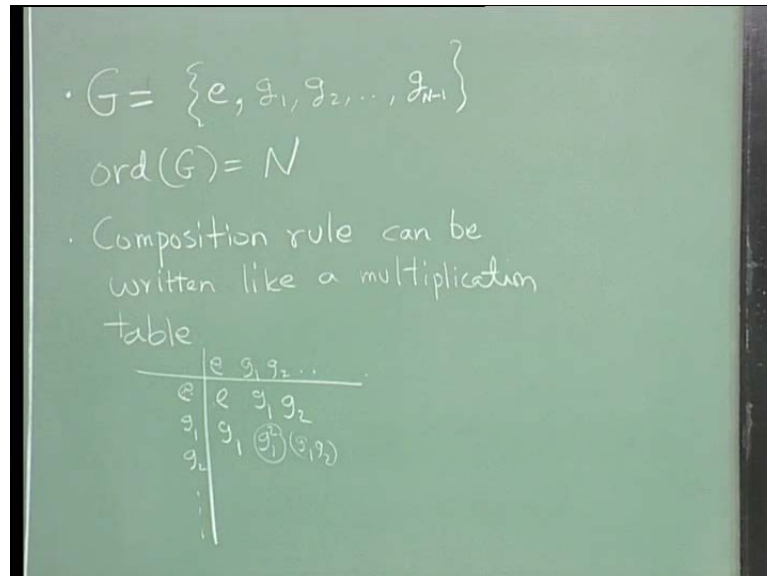 · G = {e, g₁, g₂, .., g_N-1}
ord(G) = N
· Composition rule can be
written like a multiplication
table
e g₁ g₂ ...
e e g₁ g₂
g₁ g₁ g₁² (g₁g₂)
g₂
⋮